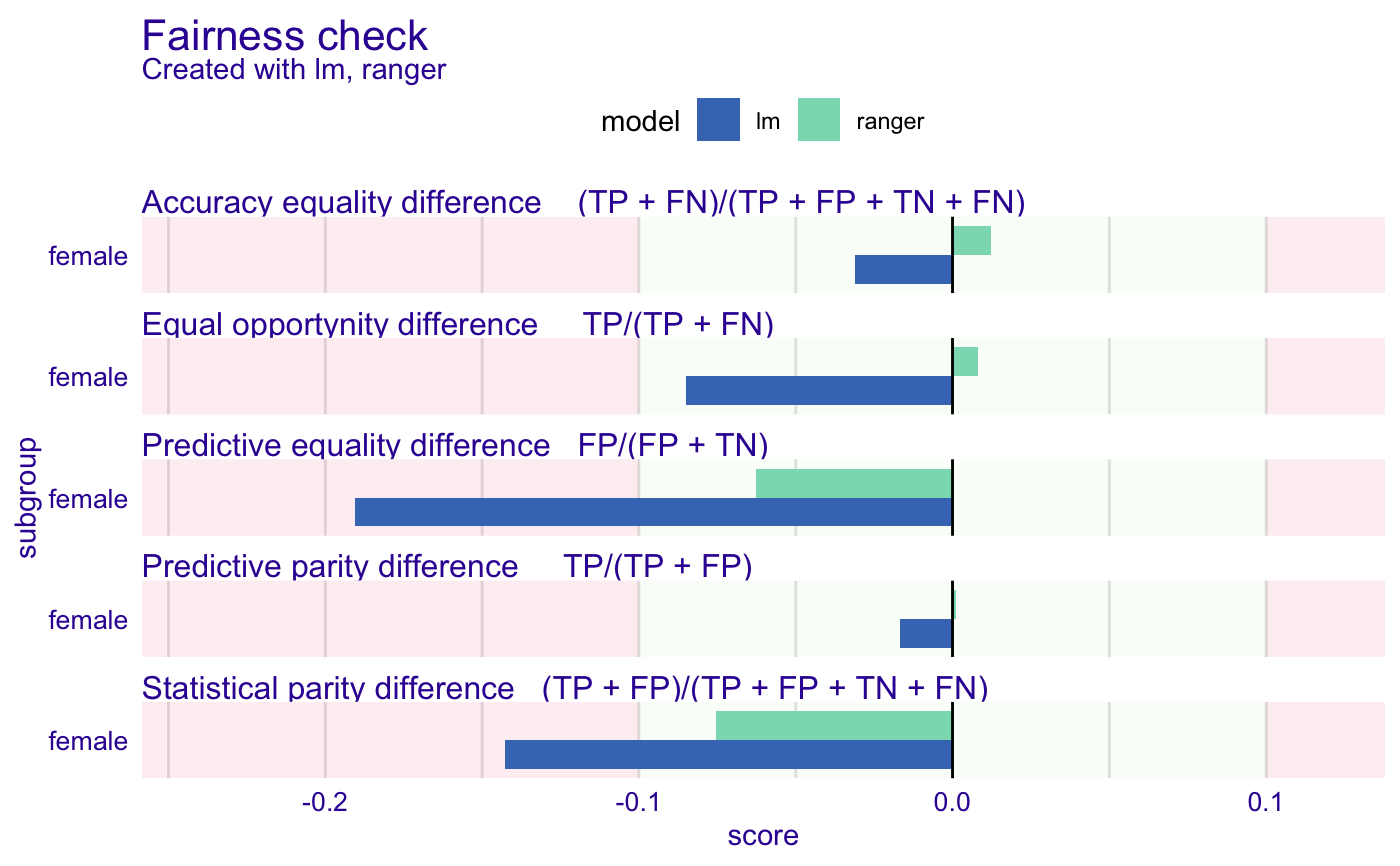 Fairness check
Created with lm, ranger
model lm ranger
Accuracy equality difference (TP + FN)/(TP + FP + TN + FN)
female
Equal opportynity difference TP/(TP + FN)
female
Predictive equality difference FP/(FP + TN)
female
Predictive parity difference TP/(TP + FP)
female
Statistical parity difference (TP + FP)/(TP + FP + TN + FN)
female
subgroup
-0.2 -0.1 0.0 0.1
score